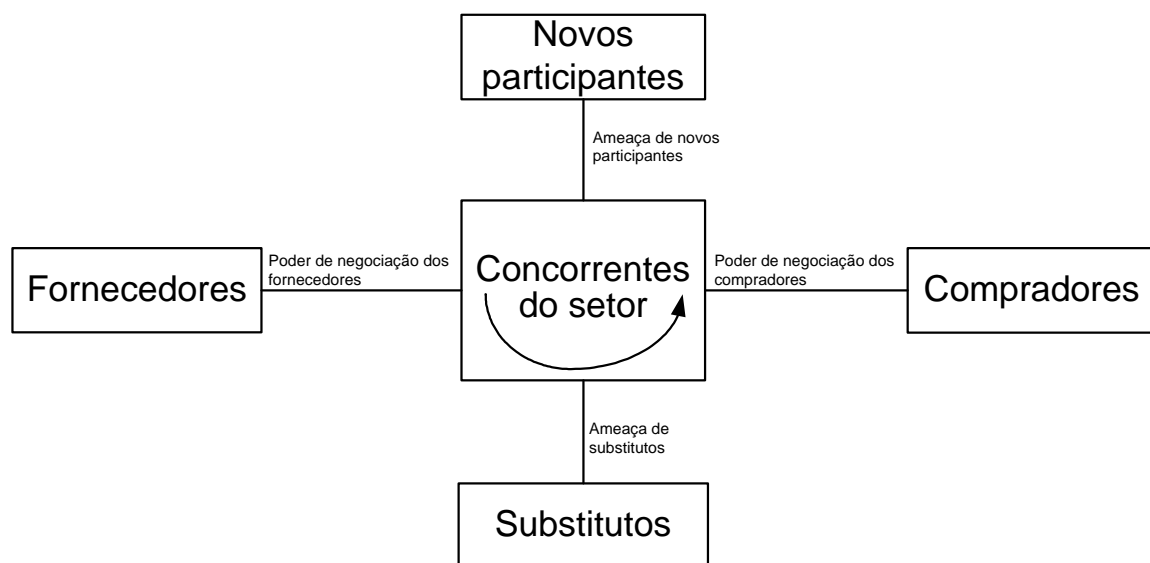 Novos
participantes
Ameaça de novos
participantes
Fornecedores
Poder de negociação dos
fornecedores
Concorrentes
do setor
Poder de negociação dos
compradores
Compradores
Ameaça de
substitutos
Substitutos